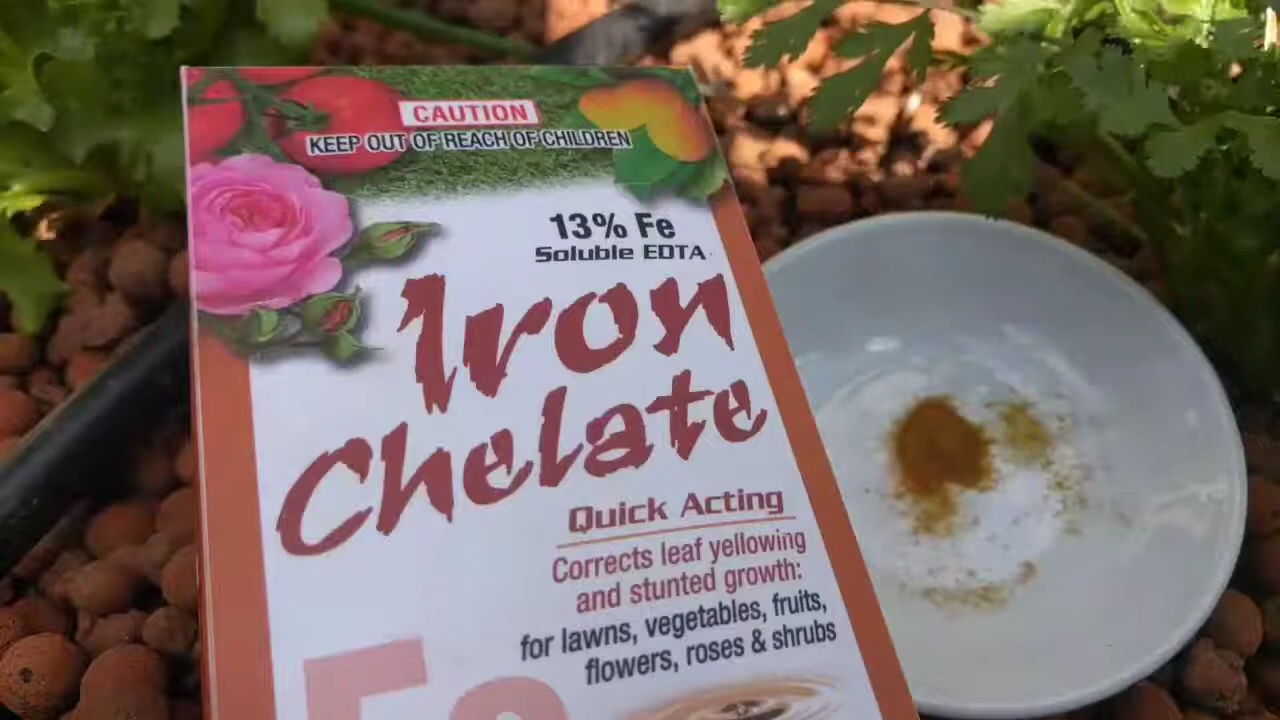 CAUTION
KEEP OUT OF REACH OF CHILDREN
13% Fe
Soluble EDTA
Iron
Chelate
Quick Acting
Corrects leaf yellowing
and stunted growth:
for lawns, vegetables, fruits,
flowers, roses & shrubs
Fe